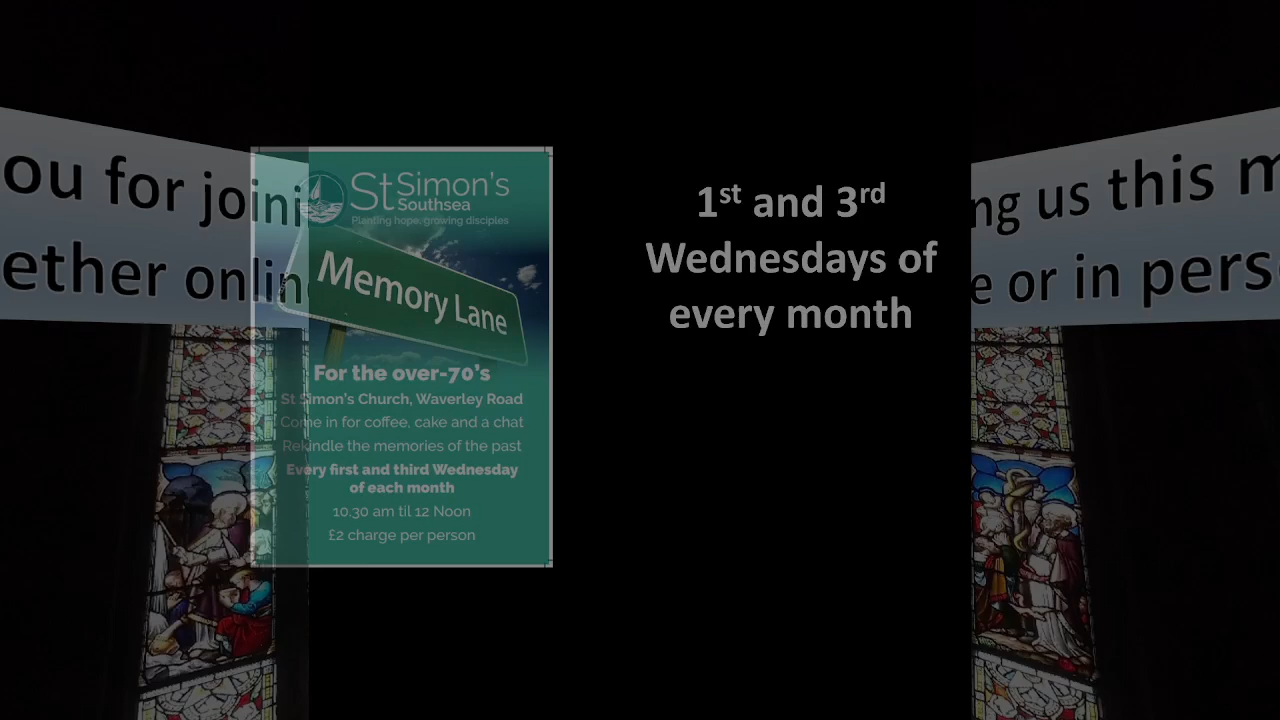 ou for joini
ether onlin
St Simon's
Southsea
Planting hope, growing disciples
Memory Lane
For the over-70's
St Simon's Church, Waverley Road
Come in for coffee, cake and a chat
Rekindle the memories of the past
Every first and third Wednesday
of each month
10.30 am til 12 Noon
£2 charge per person
1st and 3rd
Wednesdays of
every month
ng us this m
e or in pers